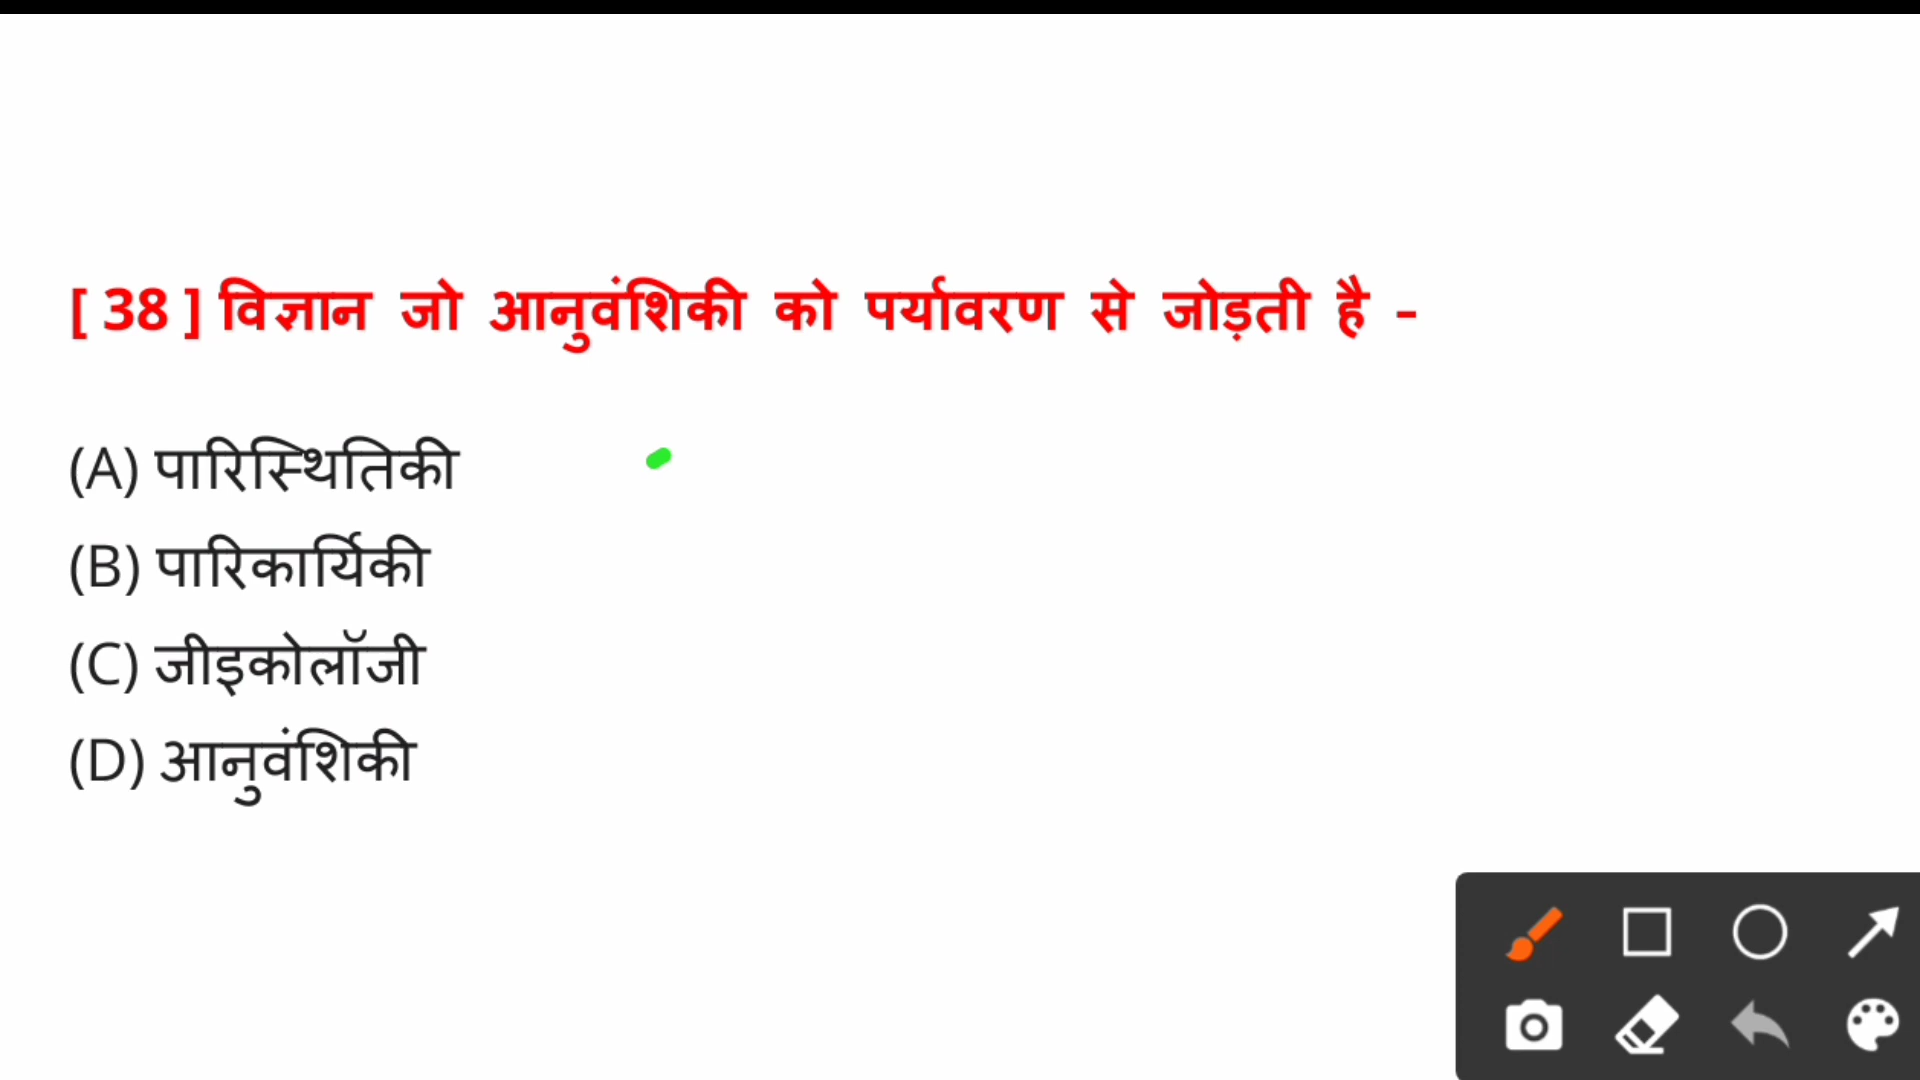 [ 38 ] विज्ञान जो आनुवंशिकी को पर्यावरण से जोड़ती है -
(A) पारिस्थितिकी
(B) पारिकार्यिकी
(C) जीइकोलॉजी
(D) आनुवंशिकी